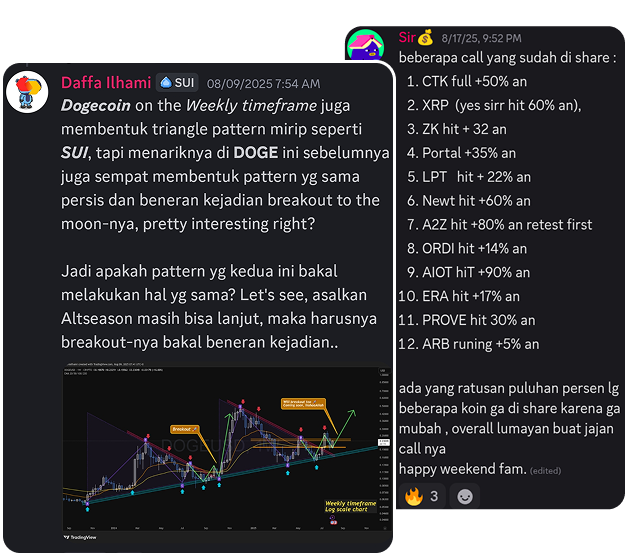 Daffa Ilhami SUI 08/09/2025 7:54 AM
Dogecoin on the Weekly timeframe juga
membentuk triangle pattern mirip seperti
SUI, tapi menariknya di DOGE ini sebelumnya
juga sempat membentuk pattern yg sama
persis dan beneran kejadian breakout to the
moon-nya, pretty interesting right?
Jadi apakah pattern yg kedua ini bakal
melakukan hal yg sama? Let's see, asalkan
Altseason masih bisa lanjut, maka harusnya
breakout-nya bakal beneran kejadian..
Breakout
Weekly timeframe
Log scale chart
TradingView
Sir 8/17/25, 9:52 PM
beberapa call yang sudah di share :
1. CTK full +50% an
2. XRP (yes sirr hit 60% an),
3. ZK hit + 32 an
4. Portal +35% an
5. LPT hit + 22% an
6. Newt hit +60% an
7. A2Z hit +80% an retest first
8. ORDI hit +14% an
9. AIOT hiT +90% an
10. ERA hit +17% an
11. PROVE hit 30% an
12. ARB runing +5% an
ada yang ratusan puluhan persen lg
beberapa koin ga di share karena ga
mubah , overall lumayan buat jajan
call nya
happy weekend fam. (edited)
3